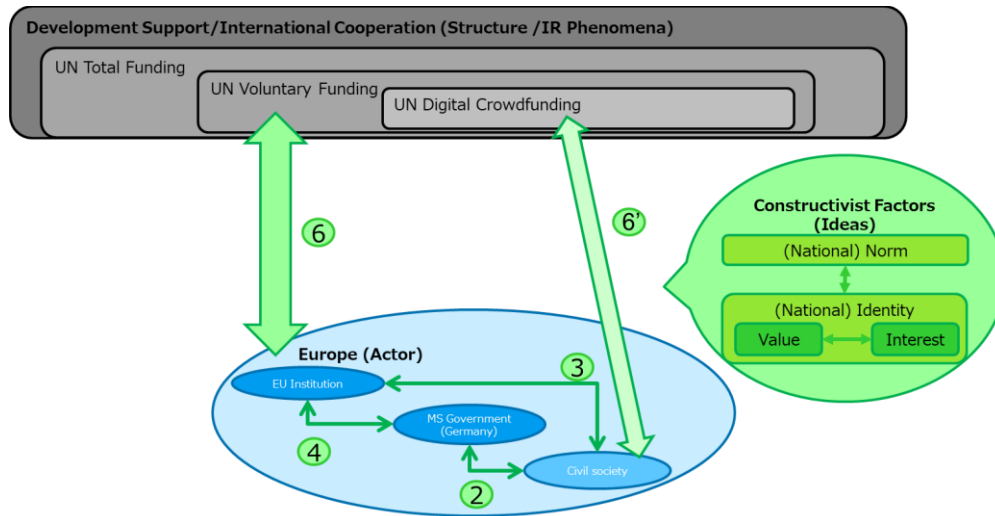 Development Support/International Cooperation (Structure /IR Phenomena)
UN Total Funding
UN Voluntary Funding
UN Digital Crowdfunding
6
6’
Constructivist Factors
(Ideas)
(National) Norm
(National) Identity
Value
Interest
Europe (Actor)
EU Institution
3
MS Government
(Germany)
4
Civil society
2